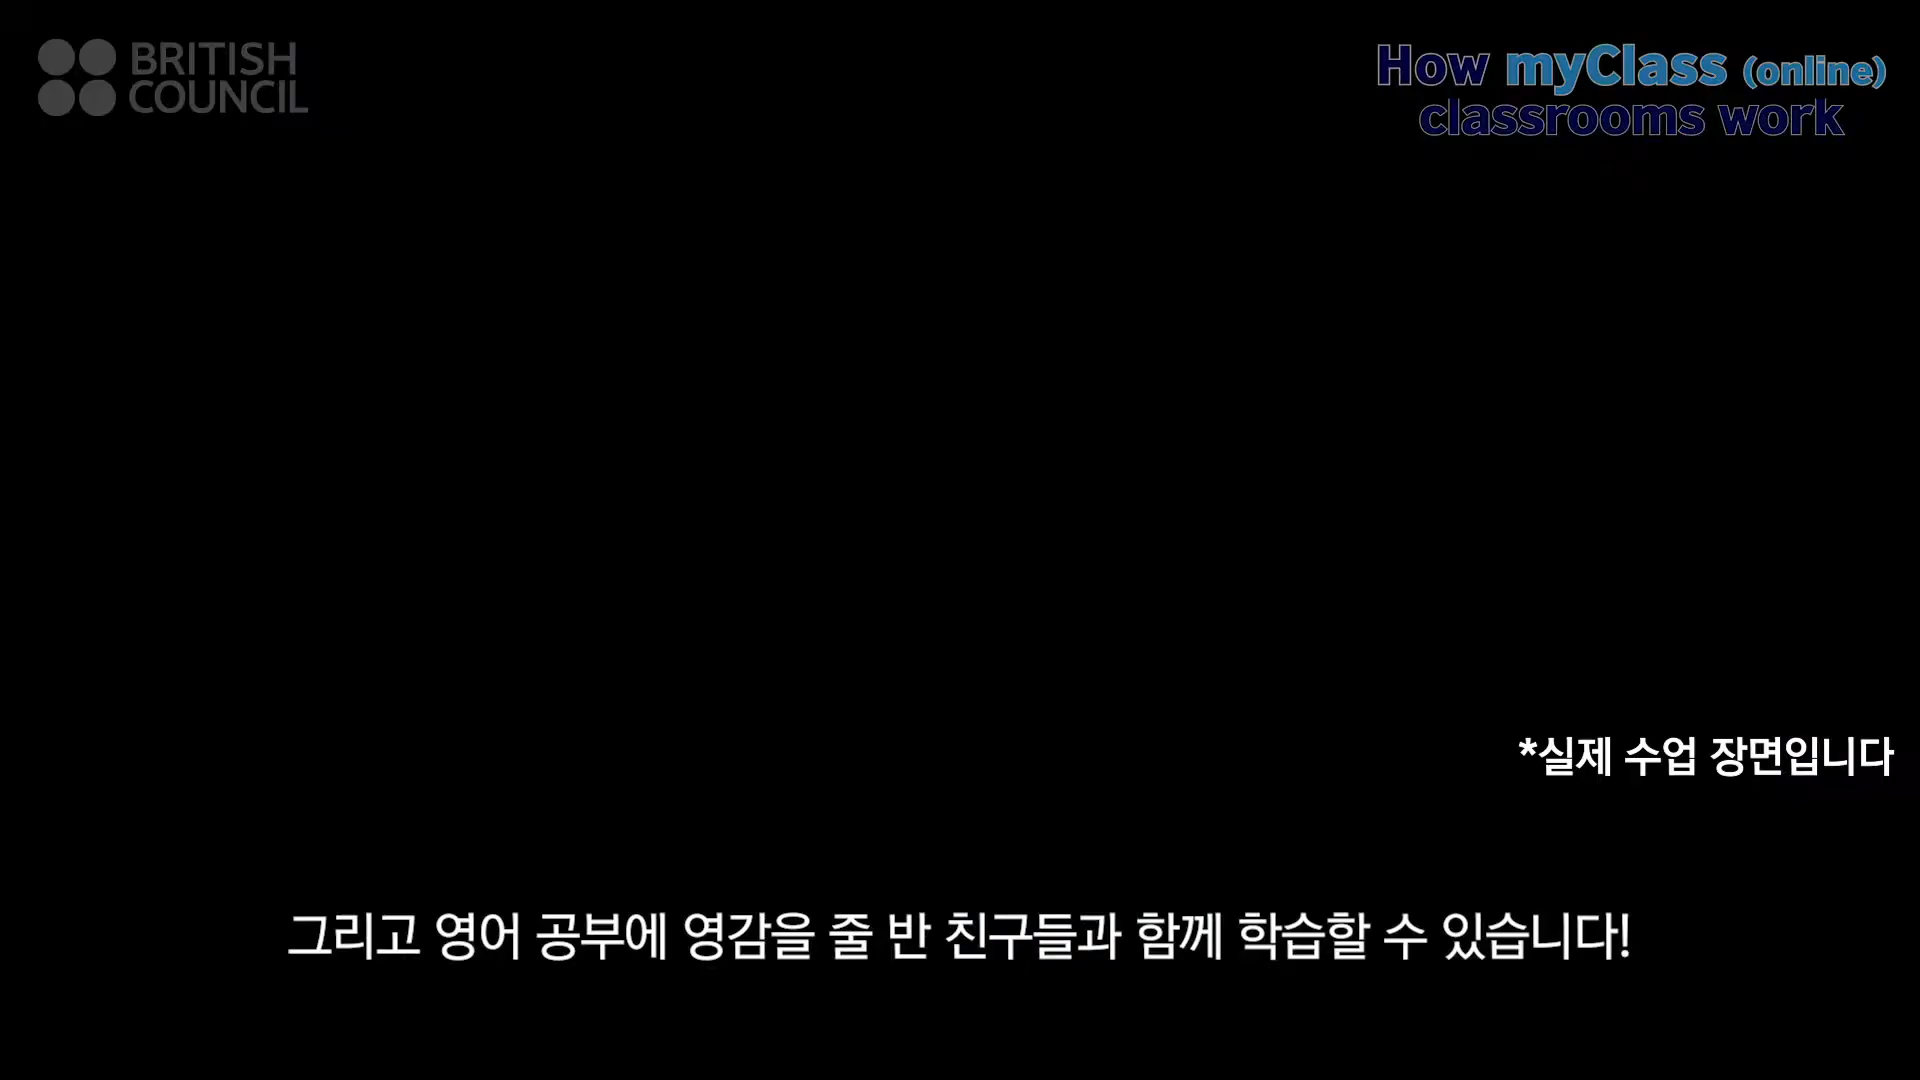 BRITISH
COUNCIL
How myClass (online)
classrooms work
*실제 수업 장면입니다
그리고 영어 공부에 영감을 줄 반 친구들과 함께 학습할 수 있습니다!